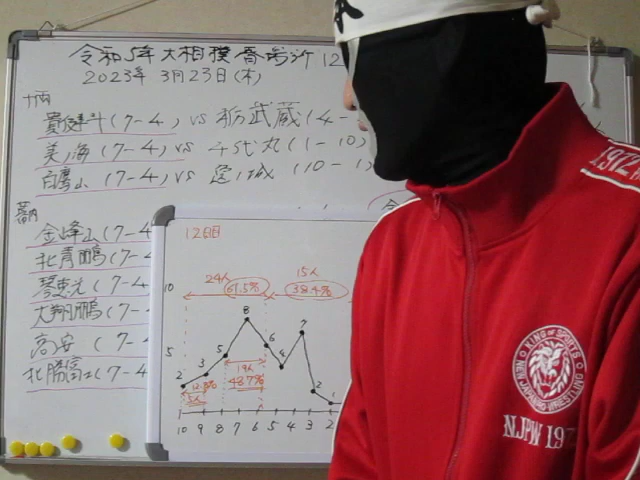 令和5年 大相撲春場所 12
2023年 3月23日(木)
十両
貴健斗(7-4) vs 栃武蔵(4-
美ノ海(7-4) vs 千代丸(1-10)
白鷹山(7-4) vs 逸ノ城(10-1)
幕内
金峰山(7-4
北青鵬(7-4
琴恵光(7-4
大翔鵬(7-
高安(7-4
北勝富士(7-4
12日目
24人 15人
10 61.5% 38.4%
8
7
5 5 6
4
3
2 2 1
19人
12.8% 48.7%
5人
10 9 8 7 6 5 4 3 2
1972
KING OF SPORTS
NEW JAPAN PRO WRESTLING
NJPW 197